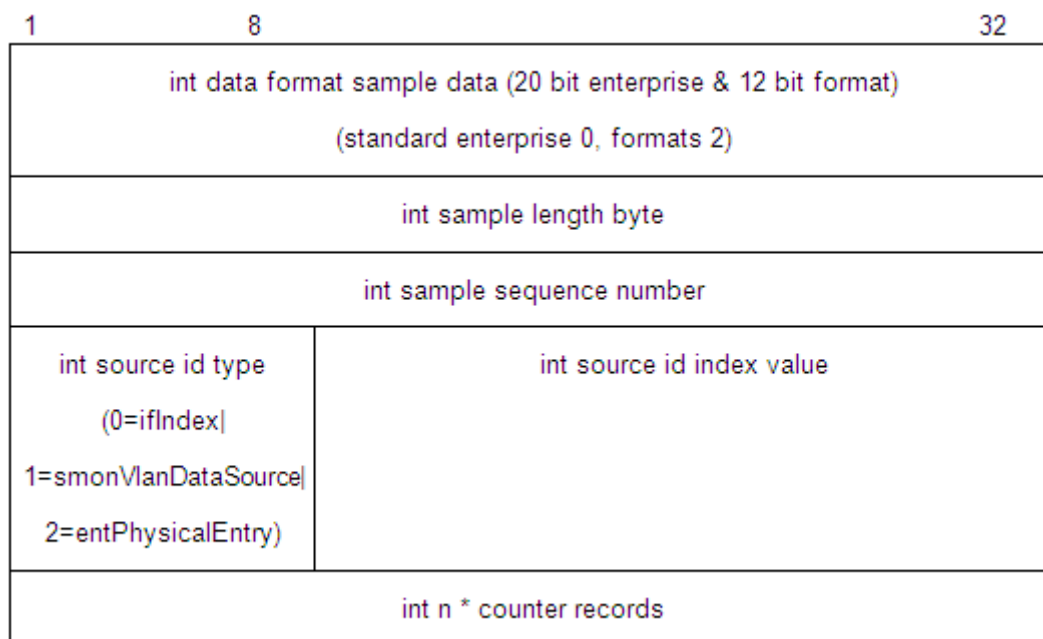 1 8 32
int data format sample data (20 bit enterprise & 12 bit format)
(standard enterprise 0, formats 2)
int sample length byte
int sample sequence number
int source id type
(0=ifIndex|
1=smonVlanDataSource|
2=entPhysicalEntry)
int source id index value
int n * counter records